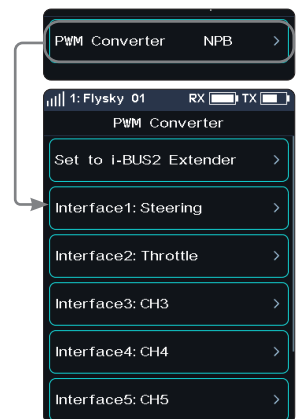 PWM Converter NPB >
1: Flysky 01 RX TX
PWM Converter
Set to i-BUS2 Extender >
Interface1: Steering >
Interface2: Throttle >
Interface3: CH3 >
Interface4: CH4 >
Interface5: CH5 >